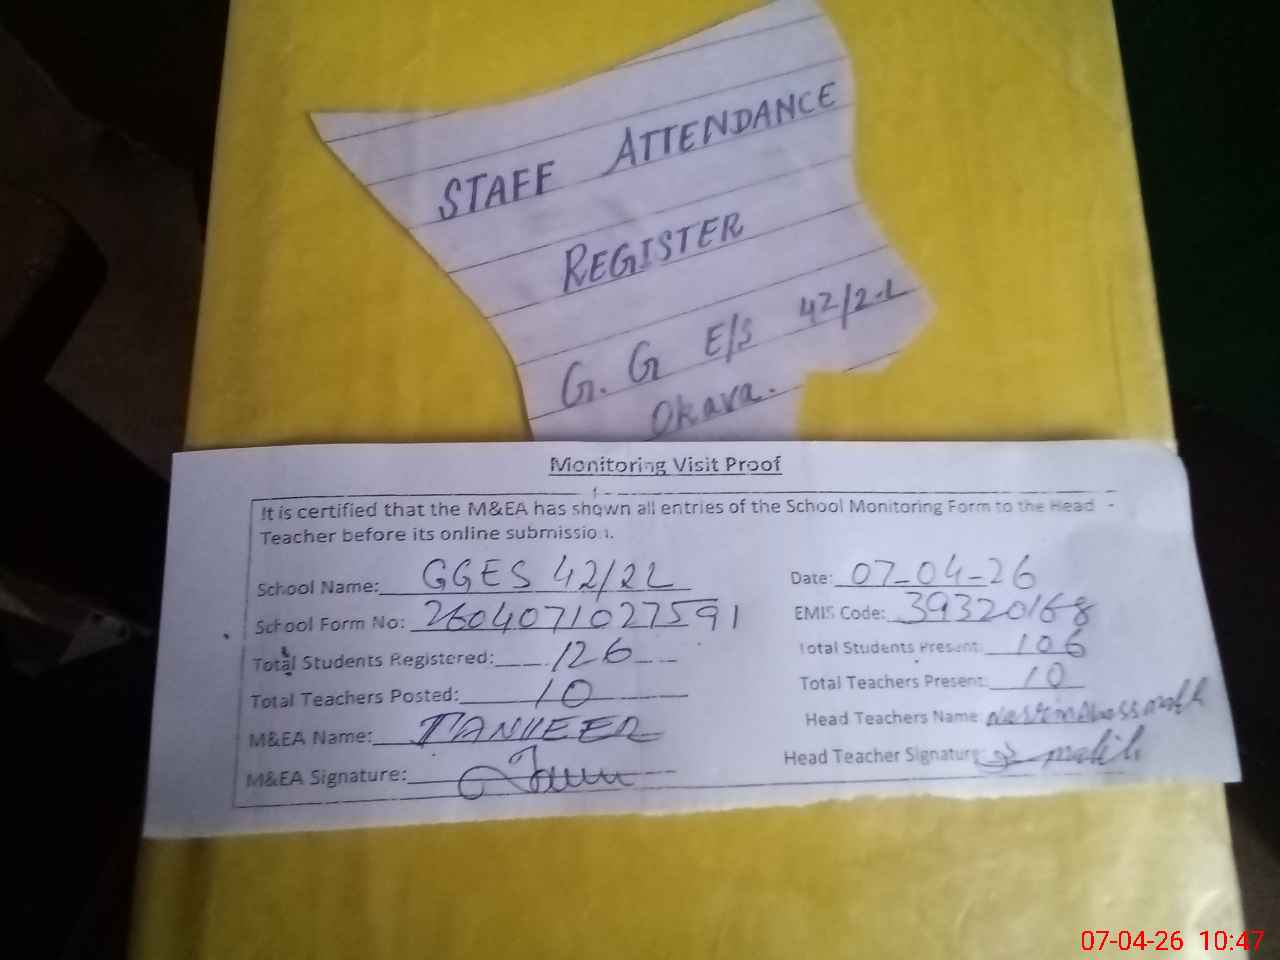 STAFF ATTENDANCE
REGISTER
G. G E/S 42/2-L
Okara.
Monitoring Visit Proof
It is certified that the M&EA has shown all entries of the School Monitoring Form to the Head
Teacher before its online submission.
School Name: GGES 42/2L
Date: 07-04-26
School Form No: 2604071027591
EMIS Code: 39320168
Total Students Registered: 126
Total Students Present: 106
Total Teachers Posted: 10
Total Teachers Present: 10
M&EA Name: TANVEER
Head Teachers Name:
M&EA Signature:
Head Teacher Signature:
07-04-26 10:47